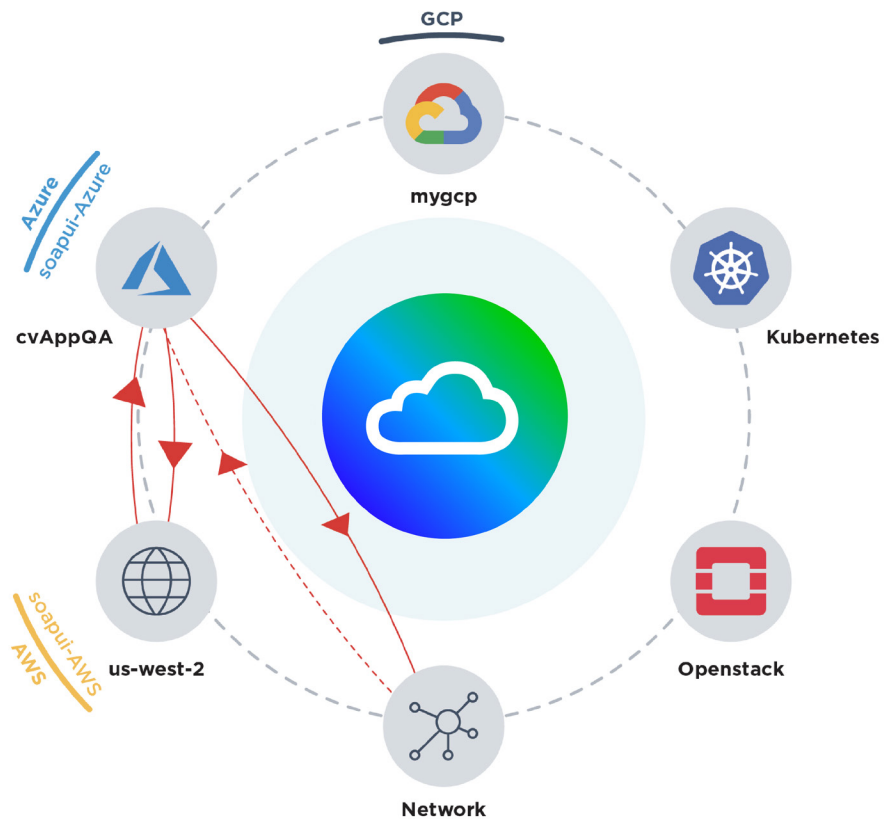 GCP
mygcp
Azure
soapui-Azure
cvAppQA
Kubernetes
soapui-AWS
AWS
us-west-2
Openstack
Network